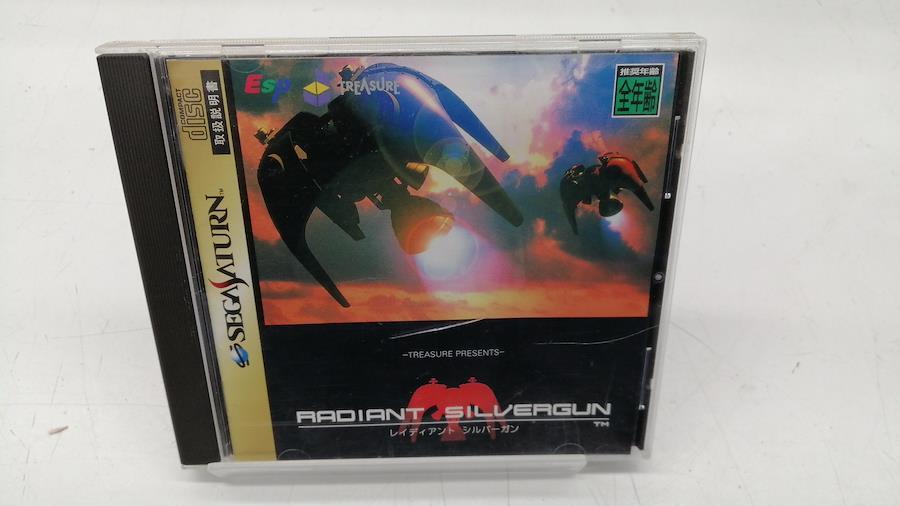 COMPACT
disc
取扱説明書
SEGA SATURN™
Esp
TREASURE
推奨年齢
全年齢
-TREASURE PRESENTS-
RADIANT SILVERGUN
TM
レイディアント シルバーガン